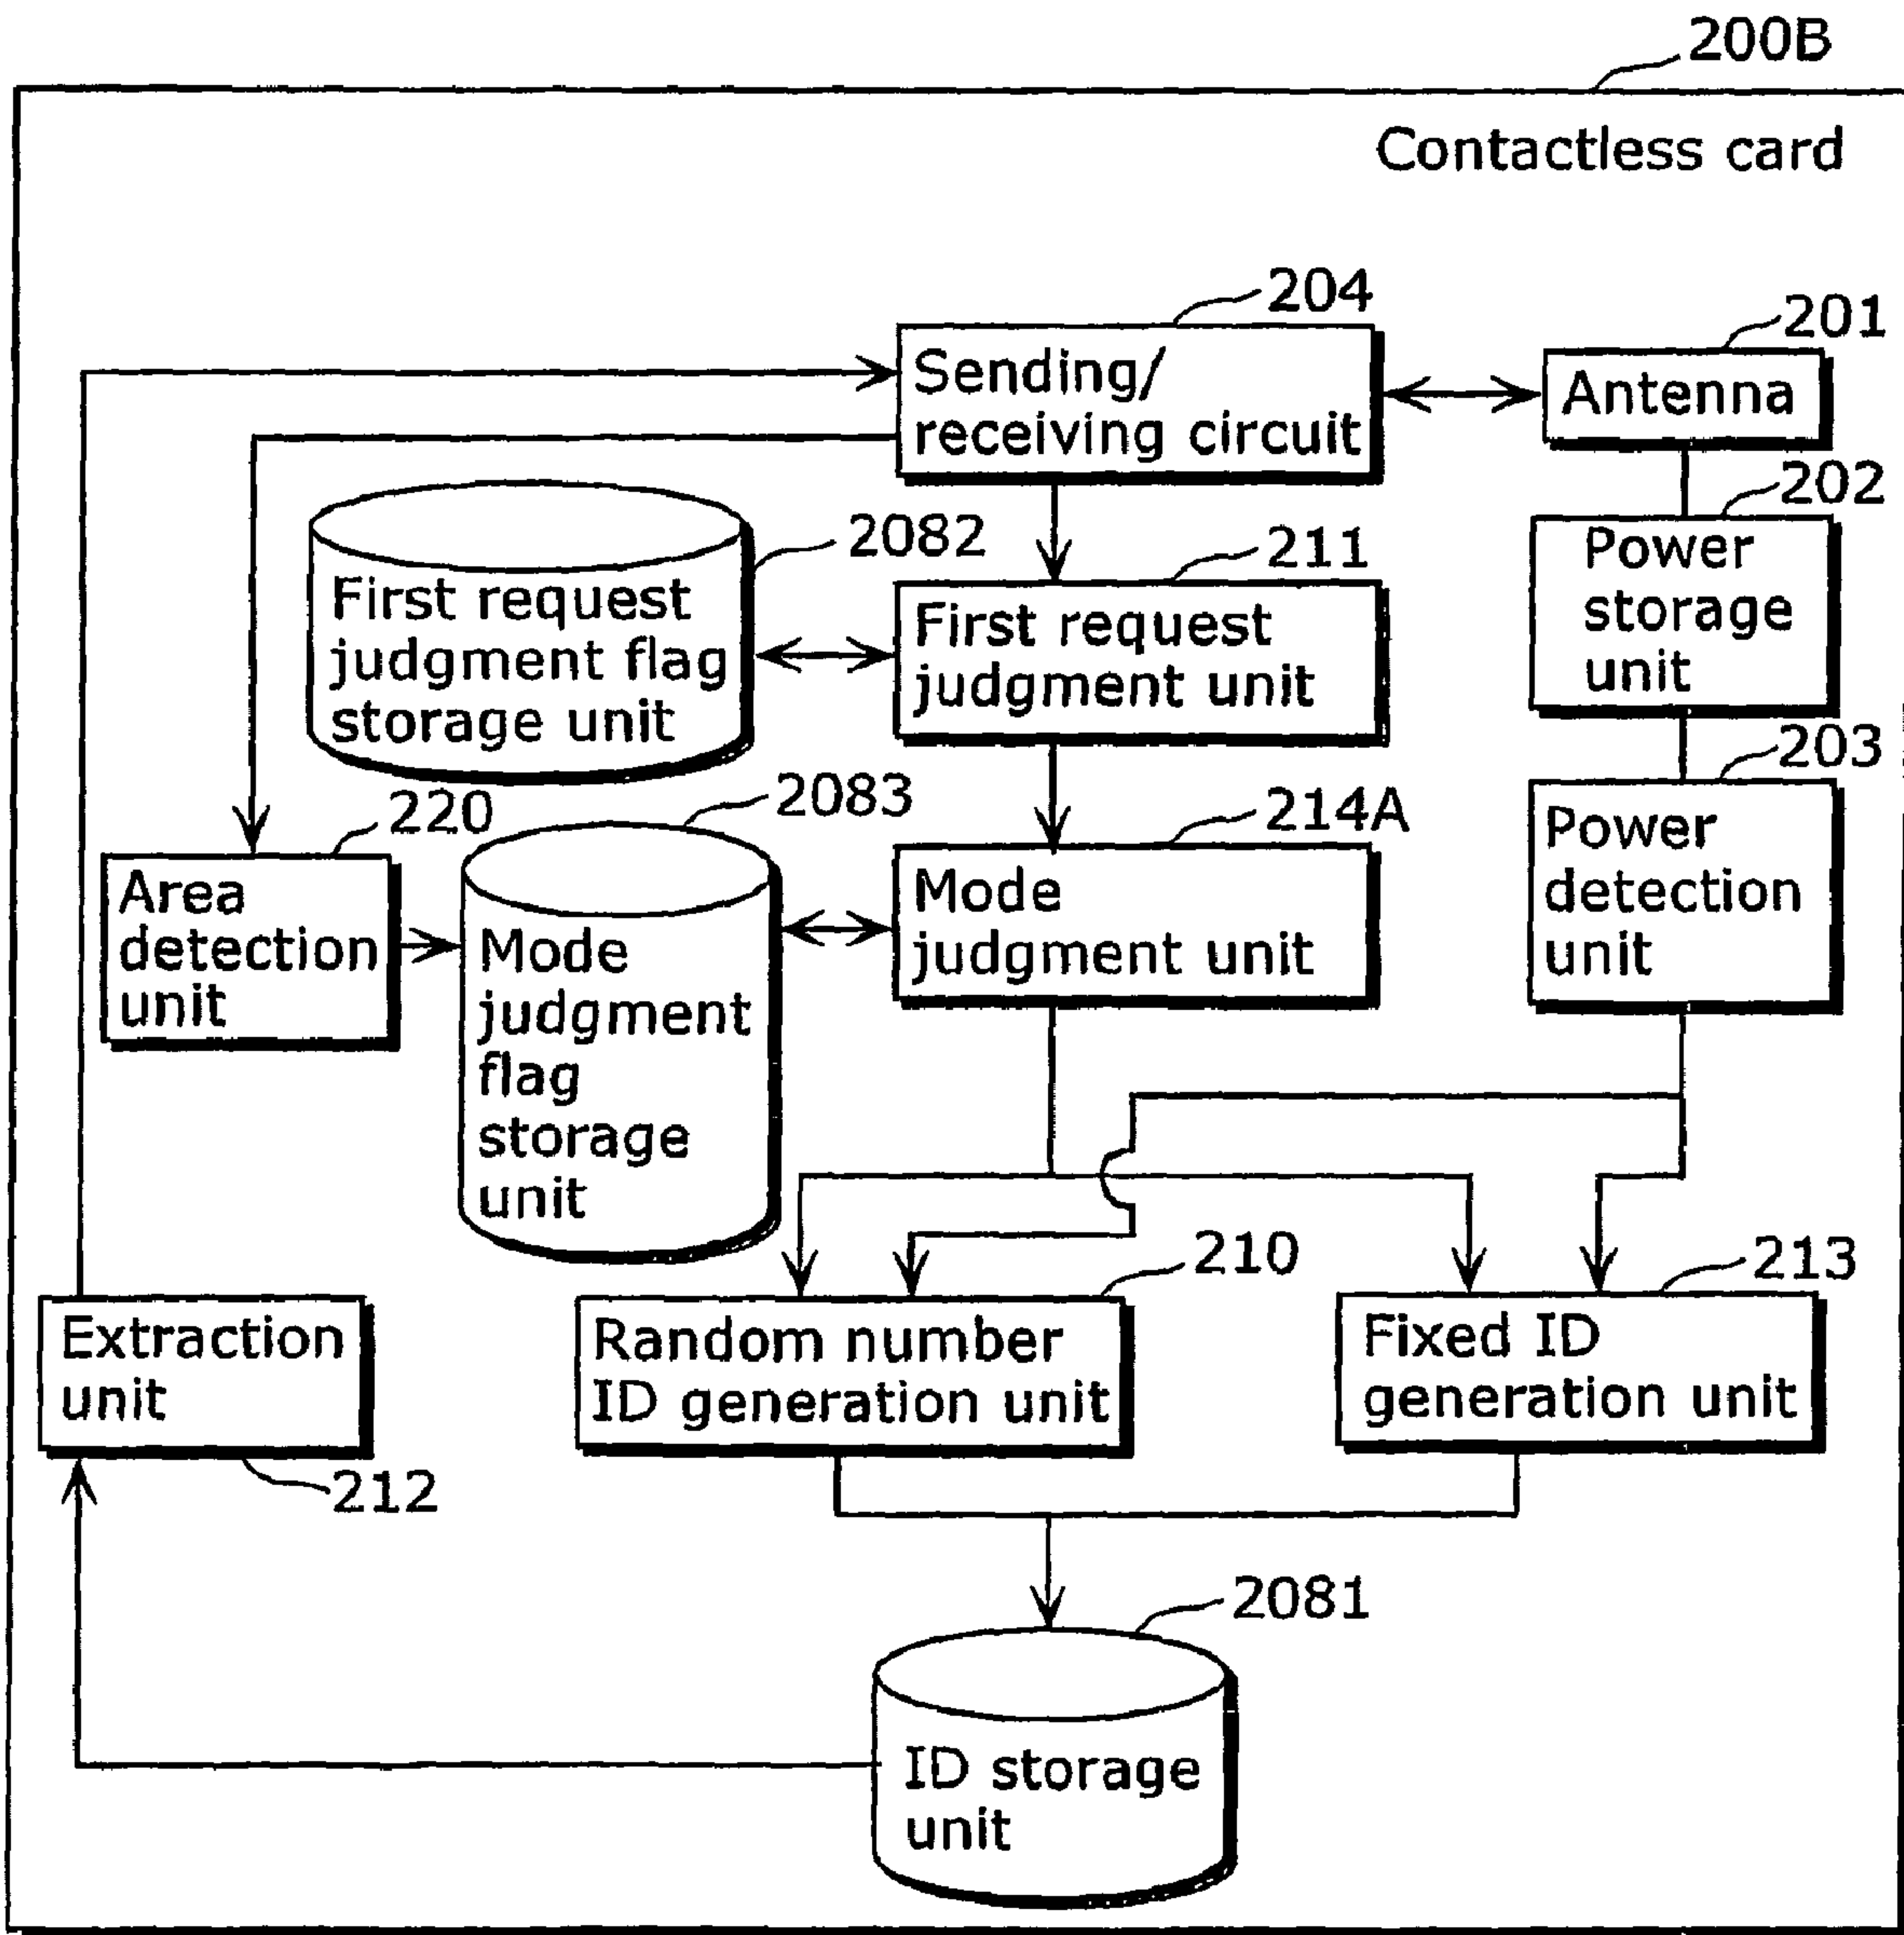 200B
Contactless card
204
201
Sending/
receiving circuit
Antenna
202
2082
211
Power
storage
unit
First request
judgment flag
storage unit
First request
judgment unit
203
2083
220
214A
Power
detection
unit
Area
detection
unit
Mode
judgment unit
Mode
judgment
flag
storage
unit
210
213
Extraction
unit
Random number
ID generation unit
Fixed ID
generation unit
212
2081
ID storage
unit